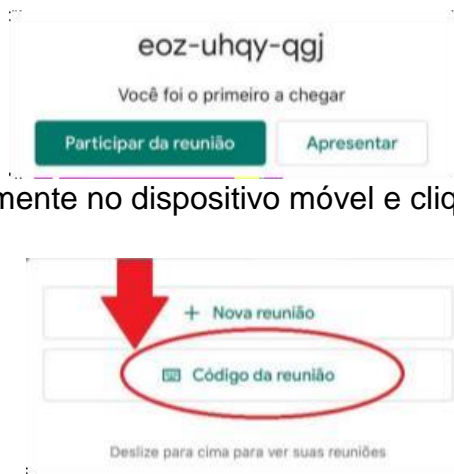 eoz-uhqy-qgj
Você foi o primeiro a chegar
Participar da reunião Apresentar
mente no dispositivo móvel e cliq
+ Nova reunião
Código da reunião
Deslize para cima para ver suas reuniões